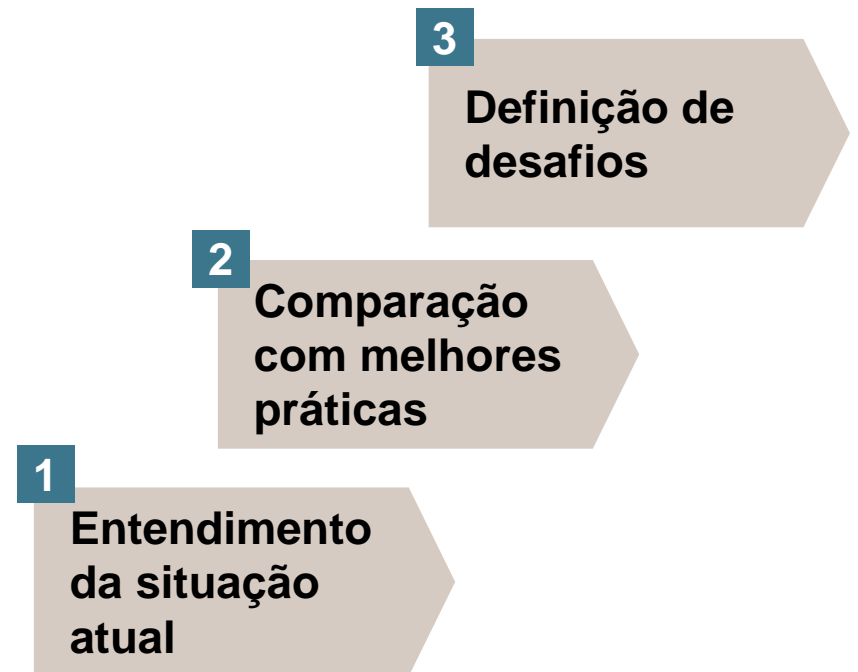 3
Definição de
desafios
2
Comparação
com melhores
práticas
1
Entendimento
da situação
atual